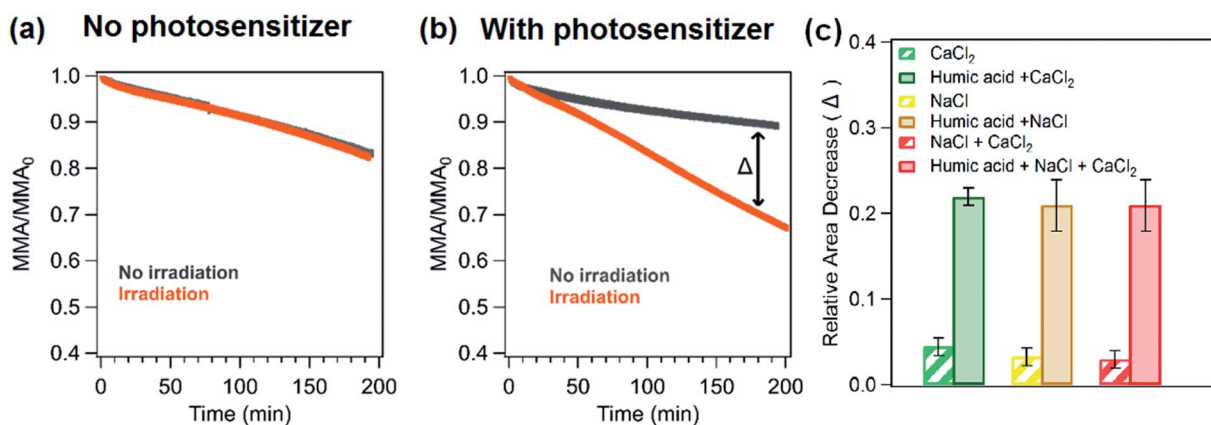 (a) No photosensitizer
1.0
0.9
0.8
0.7
0.6
0.5
0.4
MMA/MMA₀
No irradiation
Irradiation
0 50 100 150 200
Time (min)
(b) With photosensitizer
1.0
0.9
0.8
0.7
0.6
0.5
0.4
MMA/MMA₀
Δ
No irradiation
Irradiation
0 50 100 150 200
Time (min)
(c)
0.4
0.3
0.2
0.1
0.0
Relative Area Decrease (Δ)
CaCl₂
Humic acid +CaCl₂
NaCl
Humic acid +NaCl
NaCl + CaCl₂
Humic acid + NaCl + CaCl₂